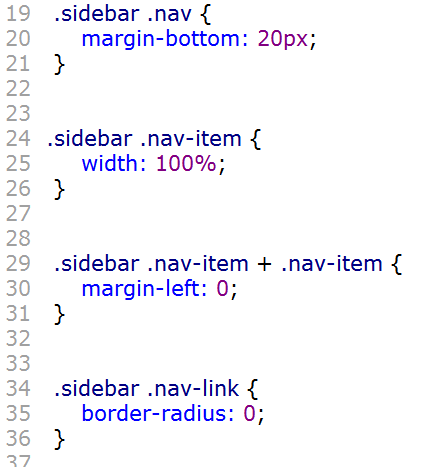 19 .sidebar .nav {
20 margin-bottom: 20px;
21 }
22
23
24 .sidebar .nav-item {
25 width: 100%;
26 }
27
28
29 .sidebar .nav-item + .nav-item {
30 margin-left: 0;
31 }
32
33
34 .sidebar .nav-link {
35 border-radius: 0;
36 }
37